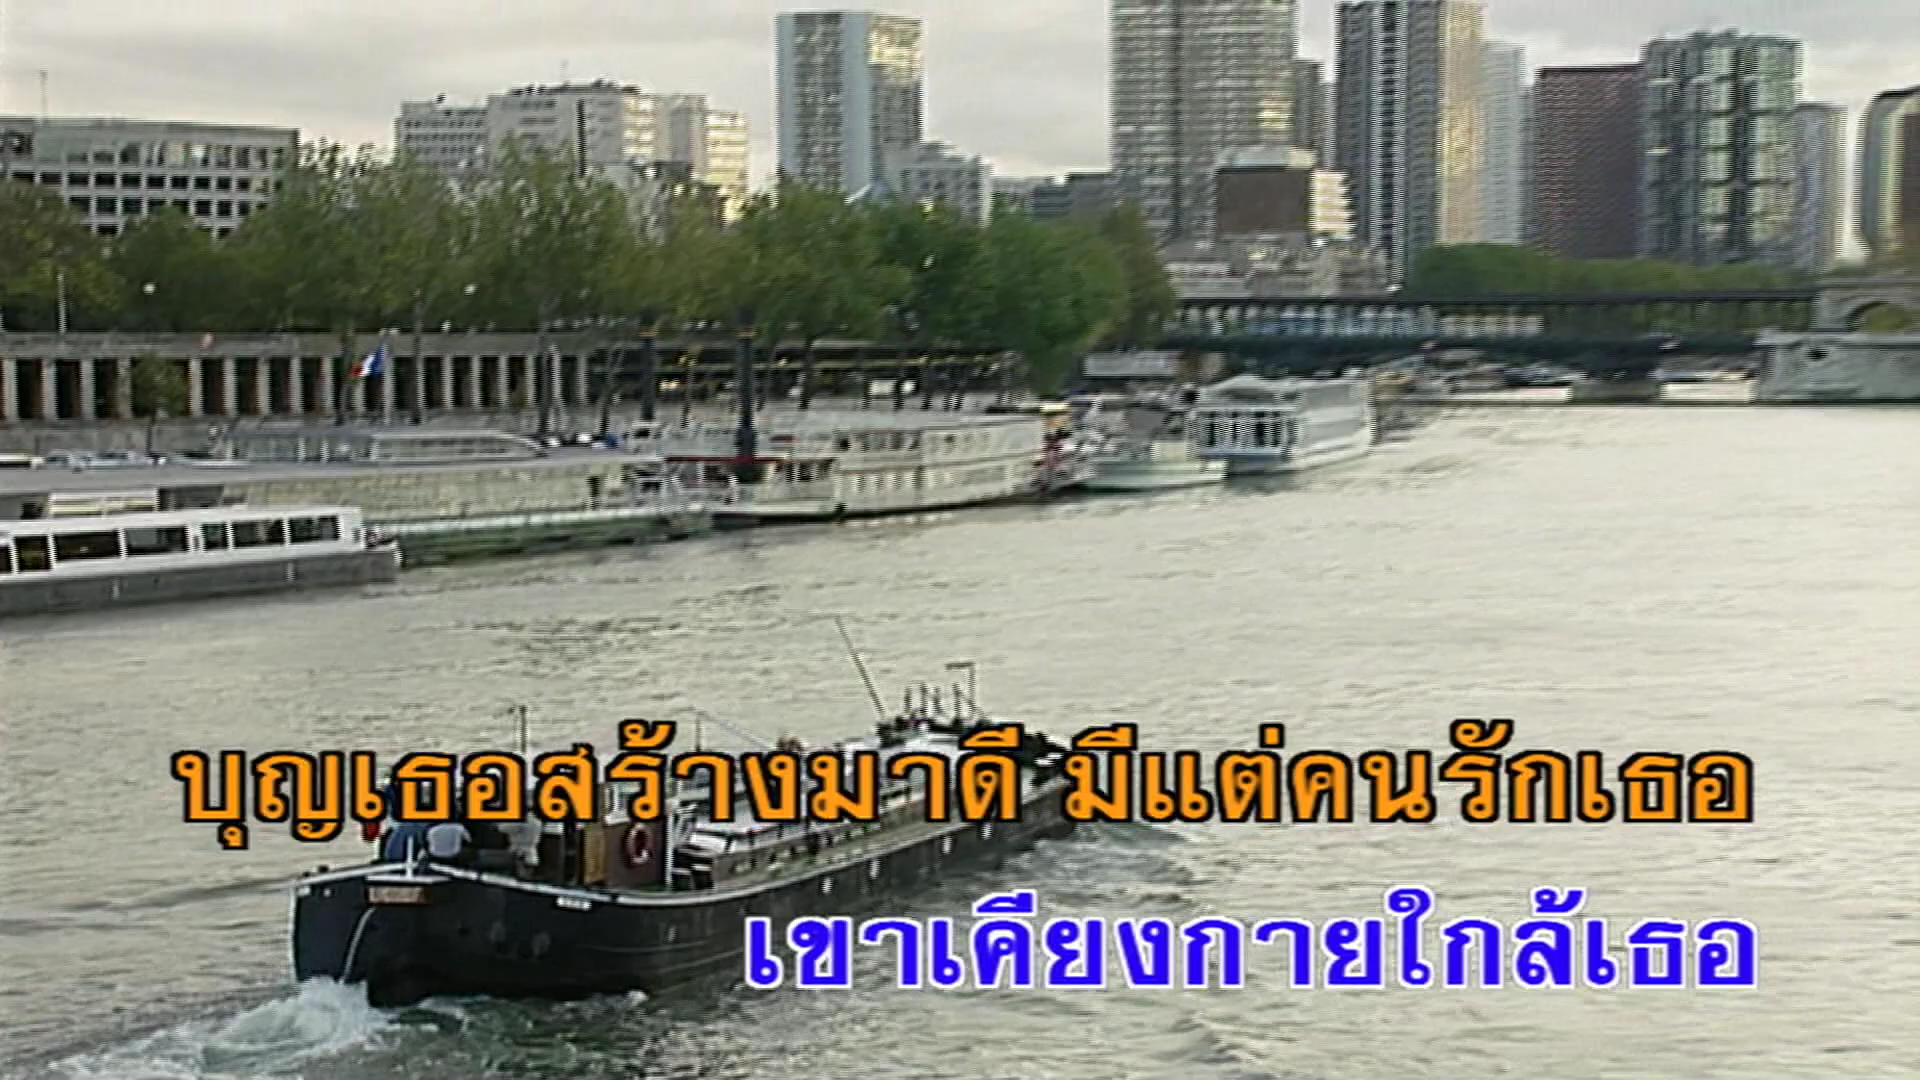 บุญเธอสร้างมาดี มีแต่คนรักเธอ
เขาเคียงกายใกล้เธอ